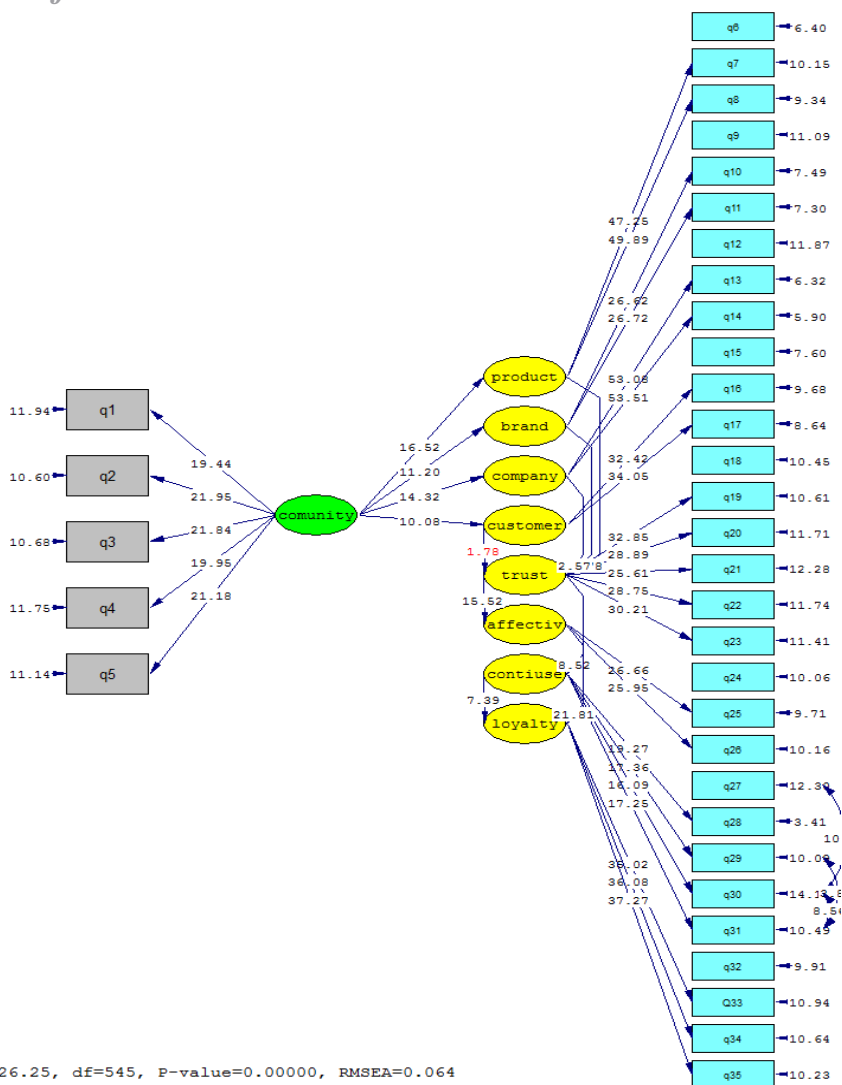 q6 6.40
q7 10.15
q8 9.34
q9 11.09
q10 7.49
q11 7.30
47.25
49.89
q12 11.87
q13 6.32
26.62
26.72
q14 5.90
q15 7.60
product
53.08
53.51
q16 9.68
11.94 q1
brand
q17 8.64
16.52
11.20
14.32
10.08
32.42
34.05
19.44
company
q18 10.45
10.60 q2
21.95
q19 10.61
comunity
customer
10.68 q3
21.84
1.78
32.85
28.89
25.61
28.75
30.21
q20 11.71
2.57
trust
q21 12.28
11.75 q4
19.95
21.18
15.52
q22 11.74
affectiv
q23 11.41
11.14 q5
8.52
26.66
25.95
q24 10.06
contiuse
7.39
q25 9.71
loyalty
21.81
q26 10.16
19.27
17.36
16.09
17.25
q27
q28 3.41
10
q29
q30
8.56
q31 10.49
36.08
37.27
q32 9.91
Q33 10.94
q34 10.64
26.25, df=545, P-value=0.00000, RMSEA=0.064
q35 10.23